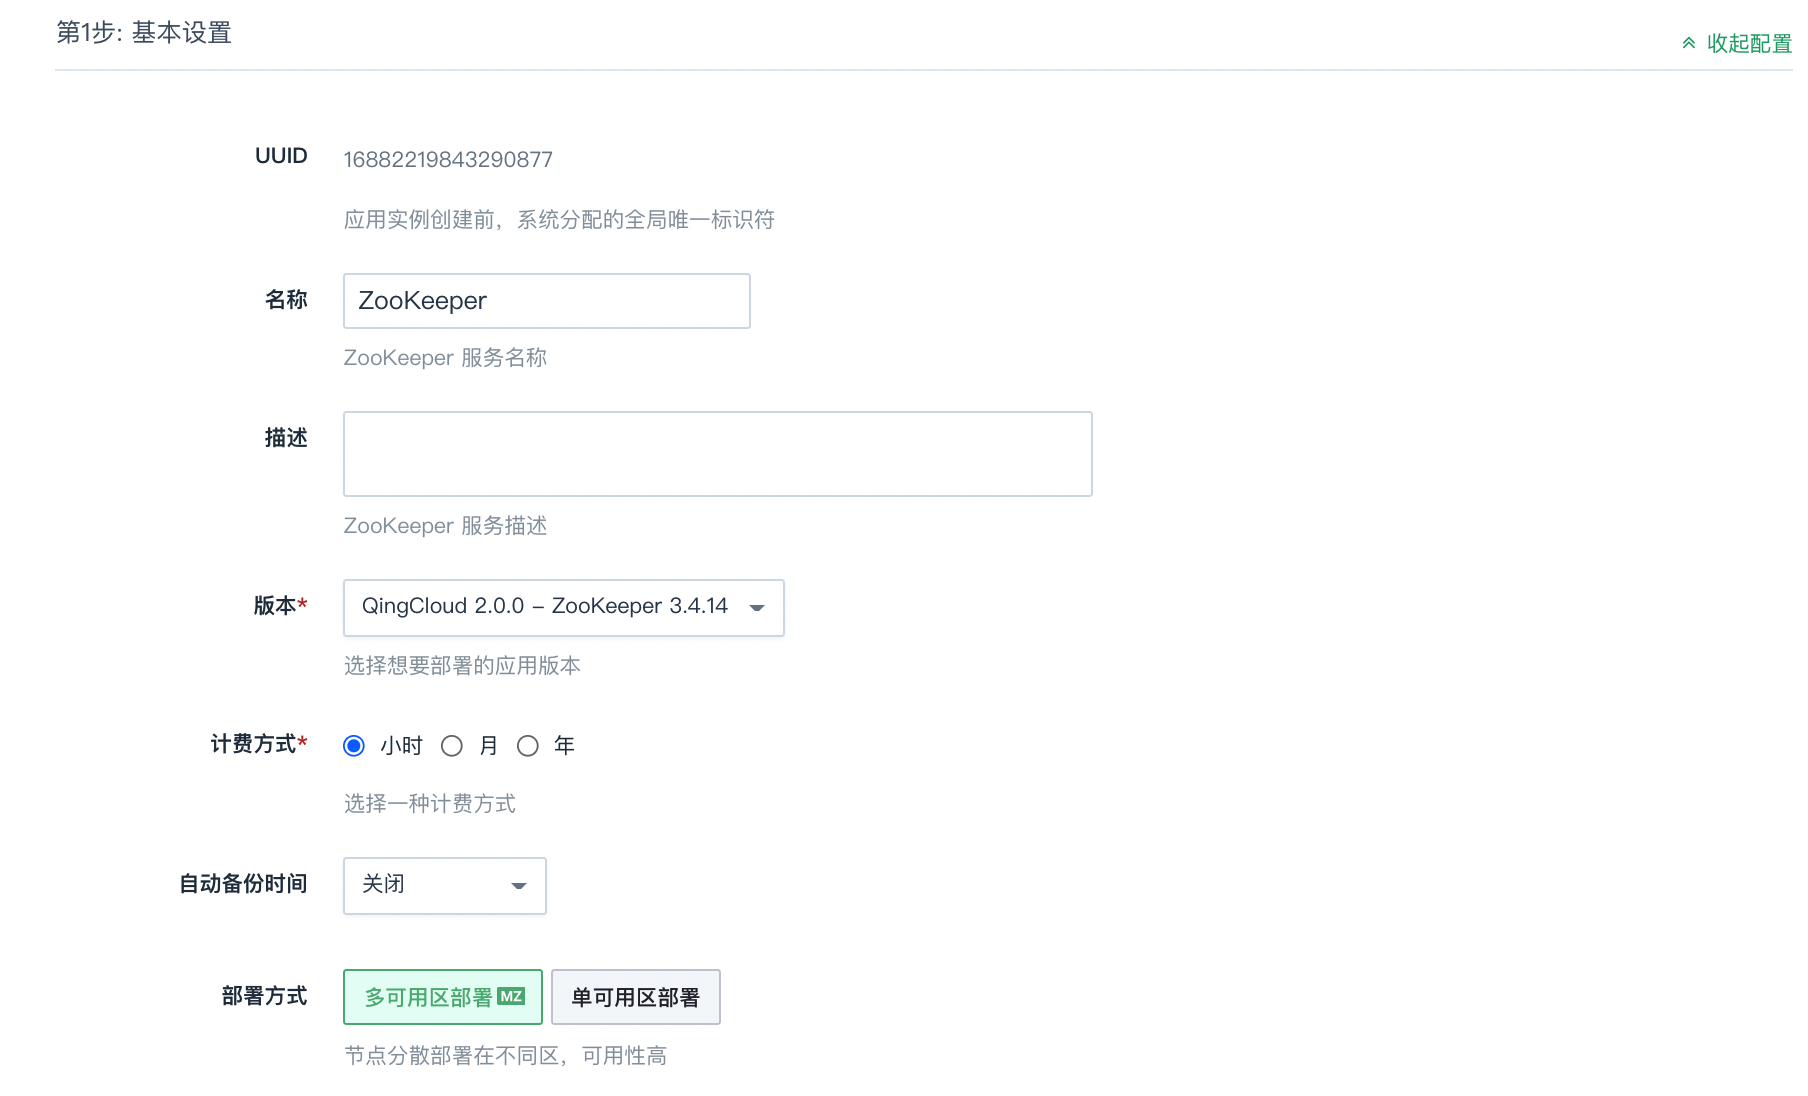 第1步: 基本设置
收起配置
UUID
16882219843290877
应用实例创建前，系统分配的全局唯一标识符
名称
ZooKeeper
ZooKeeper 服务名称
描述
ZooKeeper 服务描述
版本*
QingCloud 2.0.0 – ZooKeeper 3.4.14
选择想要部署的应用版本
计费方式*
小时 月 年
选择一种计费方式
自动备份时间
关闭
部署方式
多可用区部署 MZ
单可用区部署
节点分散部署在不同区，可用性高